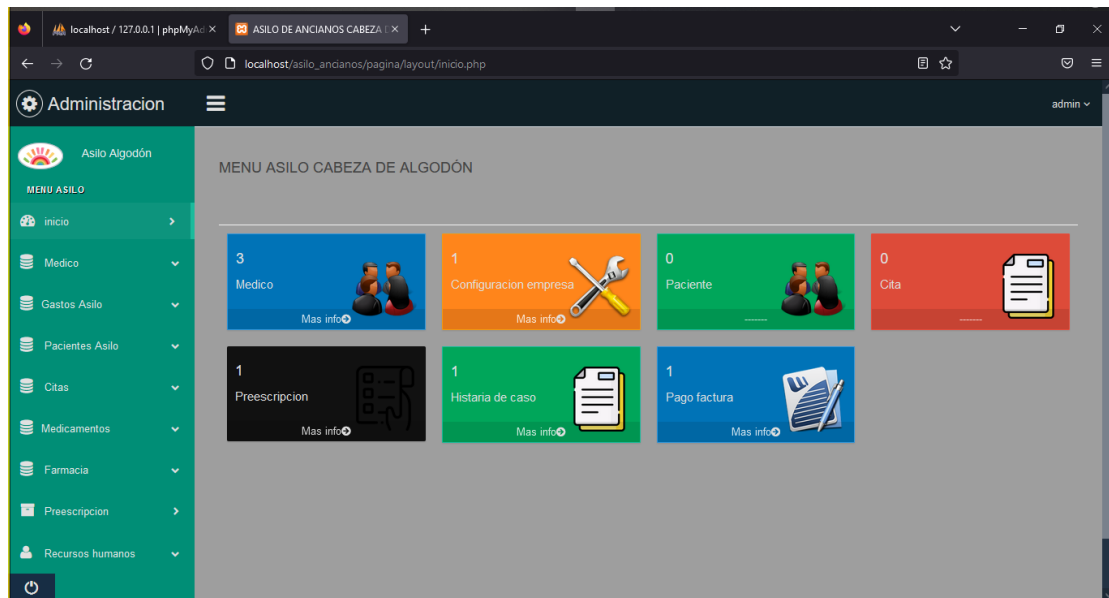 localhost / 127.0.0.1 | phpMyAd
ASILO DE ANCIANOS CABEZA
localhost/asilo_ancianos/pagina/layout/inicio.php
Administracion
admin
Asilo Algodón
MENU ASILO
inicio
Medico
Gastos Asilo
Pacientes Asilo
Citas
Medicamentos
Farmacia
Preescripcion
Recursos humanos
MENU ASILO CABEZA DE ALGODÓN
3
Medico
Mas info
1
Configuracion empresa
Mas info
0
Paciente
-------
0
Cita
-------
1
Preescripcion
Mas info
1
Histaria de caso
Mas info
1
Pago factura
Mas info